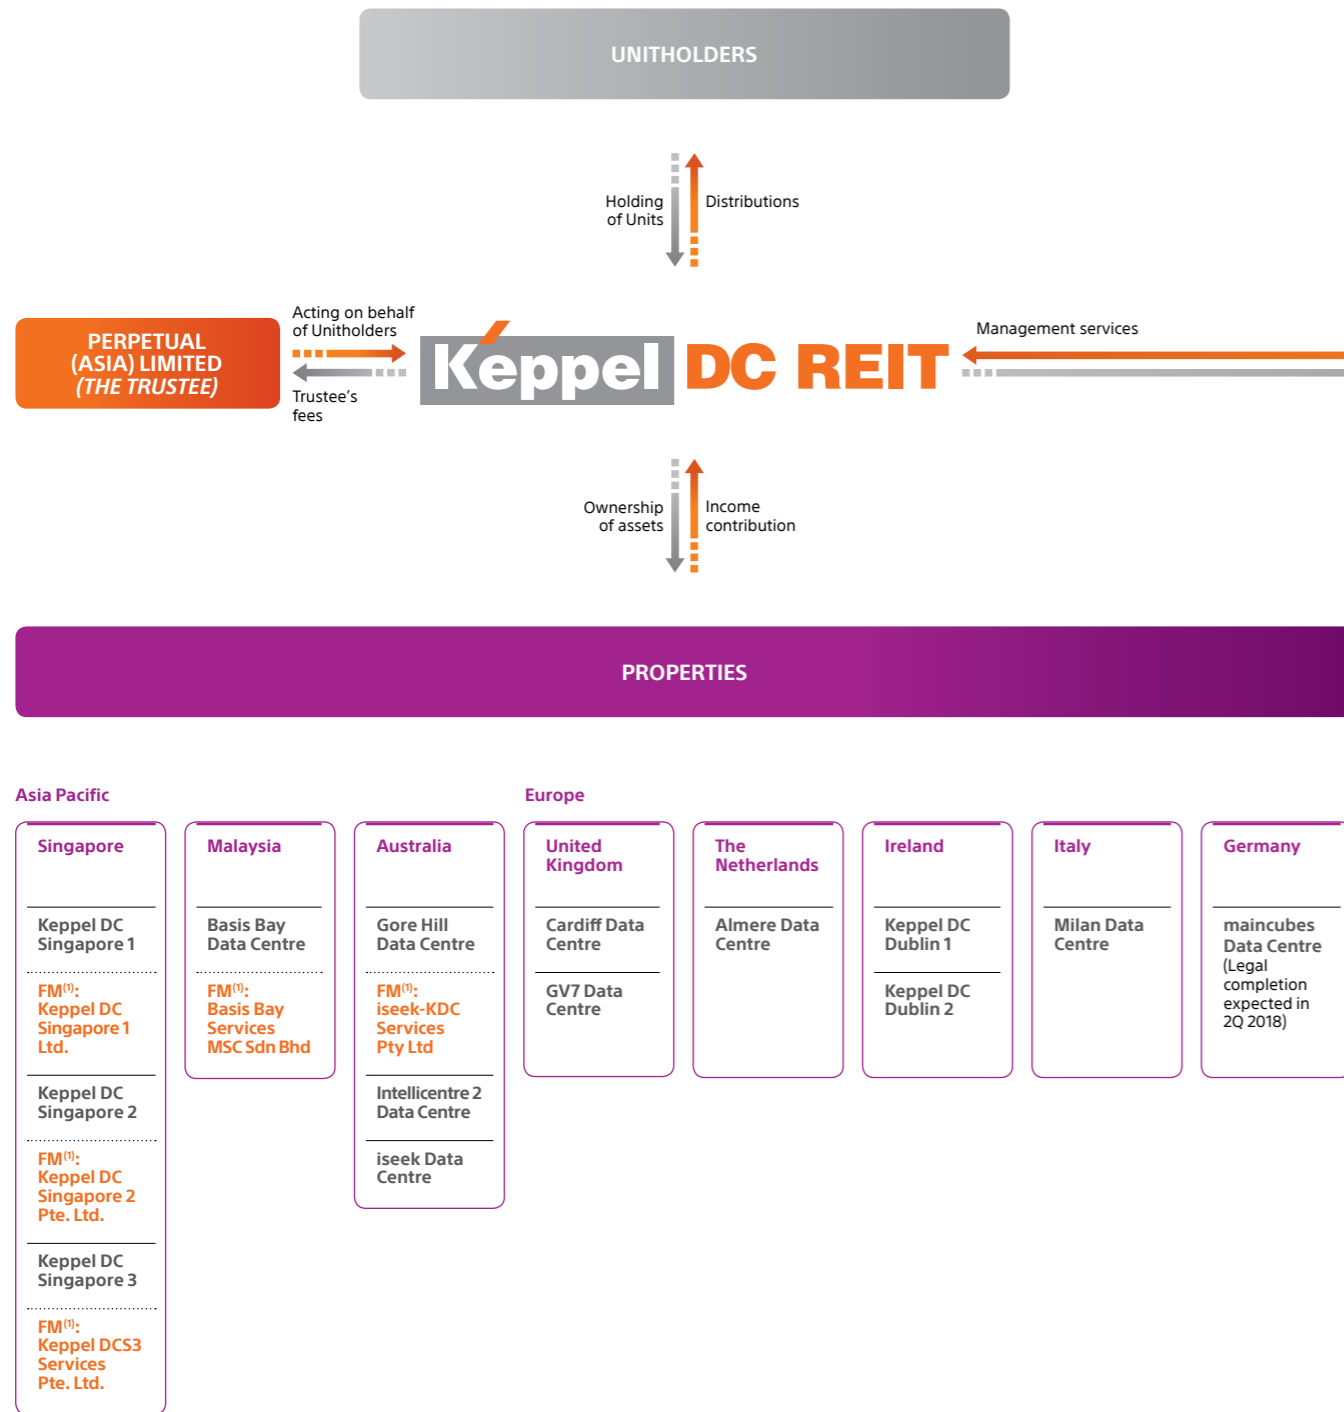 UNITHOLDERS
Holding
of Units
Distributions
PERPETUAL
(ASIA) LIMITED
(THE TRUSTEE)
Acting on behalf
of Unitholders
Trustee's
fees
Keppel DC REIT
Management services
Ownership
of assets
Income
contribution
PROPERTIES
Asia Pacific
Singapore
Keppel DC
Singapore 1
FM(1):
Keppel DC
Singapore 1
Ltd.
Keppel DC
Singapore 2
FM(1):
Keppel DC
Singapore 2
Pte. Ltd.
Keppel DC
Singapore 3
FM(1):
Keppel DCS3
Services
Pte. Ltd.
Malaysia
Basis Bay
Data Centre
FM(1):
Basis Bay
Services
MSC Sdn Bhd
Australia
Gore Hill
Data Centre
FM(1):
iseek-KDC
Services
Pty Ltd
Intellicentre 2
Data Centre
iseek Data
Centre
Europe
United
Kingdom
Cardiff Data
Centre
GV7 Data
Centre
The
Netherlands
Almere Data
Centre
Ireland
Keppel DC
Dublin 1
Keppel DC
Dublin 2
Italy
Milan Data
Centre
Germany
maincubes
Data Centre
(Legal
completion
expected in
2Q 2018)